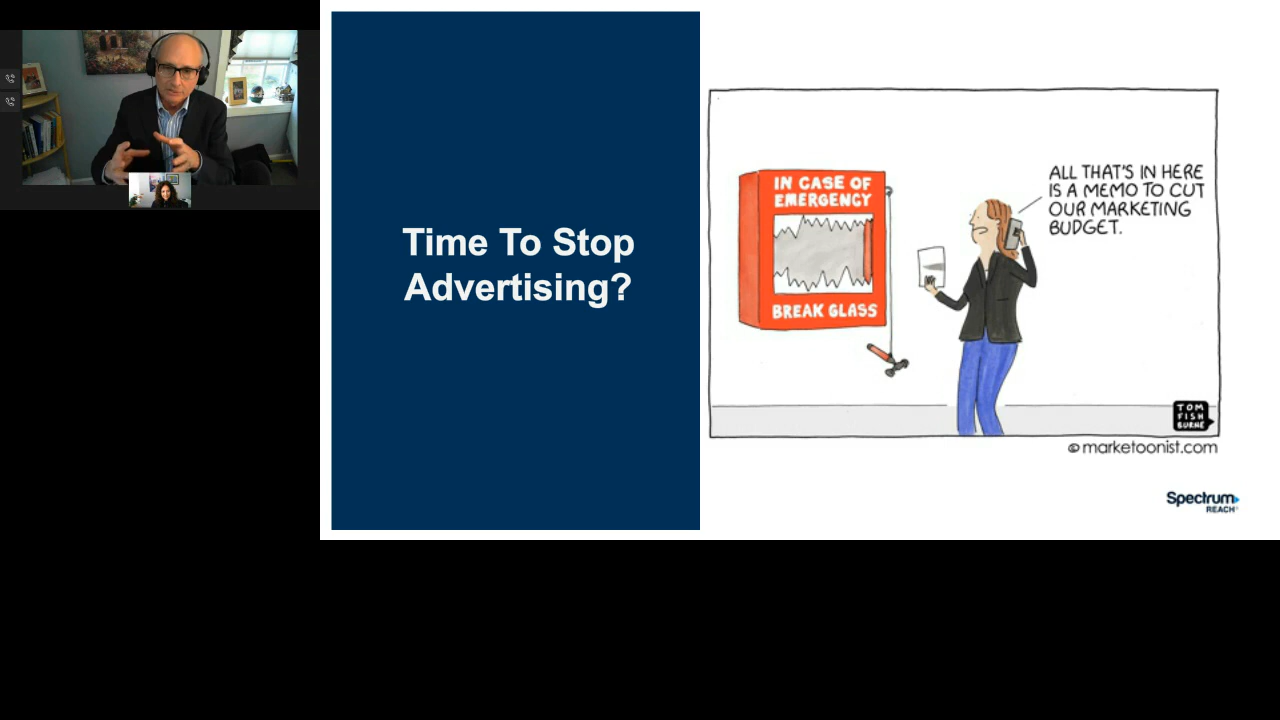 Time To Stop
Advertising?
IN CASE OF
EMERGENCY
BREAK GLASS
ALL THAT'S IN HERE
IS A MEMO TO CUT
OUR MARKETING
BUDGET.
TOM
FISH
BURNE
© marketoonist.com
Spectrum
REACH